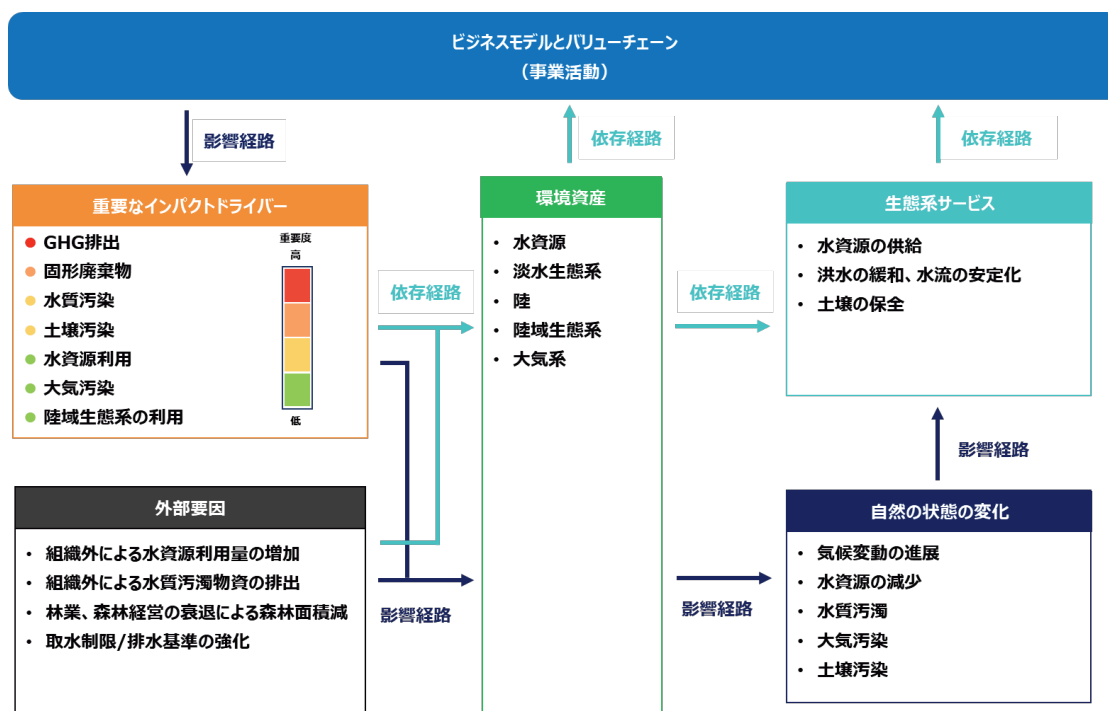 ビジネスモデルとバリューチェーン
（事業活動）
影響経路
依存経路
依存経路
重要なインパクトドライバー
• GHG排出
• 固形廃棄物
• 水質汚染
• 土壌汚染
• 水資源利用
• 大気汚染
• 陸域生態系の利用
重要度
高
低
依存経路
環境資産
• 水資源
• 淡水生態系
• 陸
• 陸域生態系
• 大気系
依存経路
生態系サービス
• 水資源の供給
• 洪水の緩和、水流の安定化
• 土壌の保全
影響経路
外部要因
• 組織外による水資源利用量の増加
• 組織外による水質汚濁物資の排出
• 林業、森林経営の衰退による森林面積減
• 取水制限/排水基準の強化
影響経路
影響経路
自然の状態の変化
• 気候変動の進展
• 水資源の減少
• 水質汚濁
• 大気汚染
• 土壌汚染